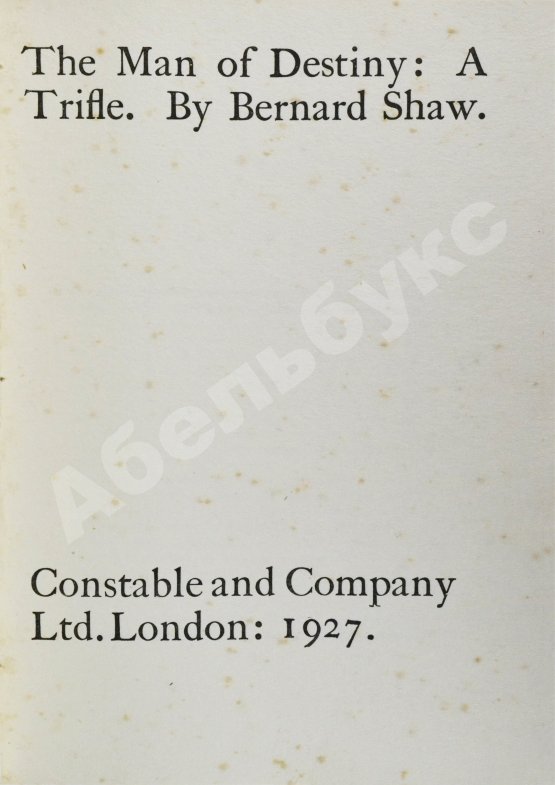 The Man of Destiny: A
Trifle. By Bernard Shaw.
Абельбукс
Constable and Company
Ltd. London: 1927.